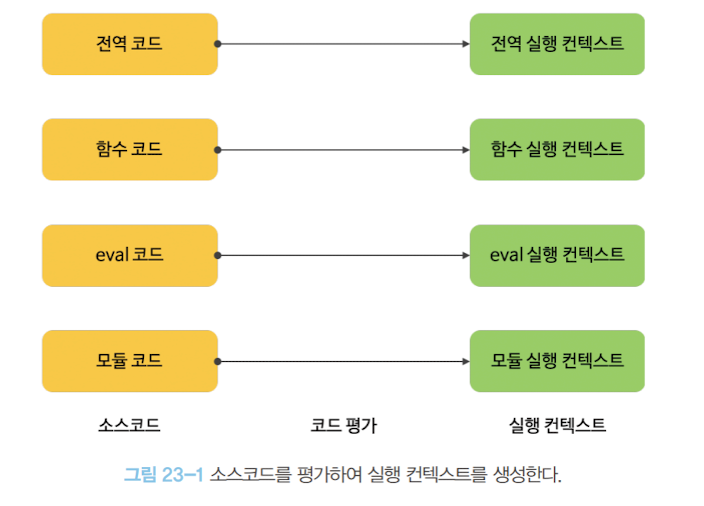 전역 코드
전역 실행 컨텍스트
함수 코드
함수 실행 컨텍스트
eval 코드
eval 실행 컨텍스트
모듈 코드
모듈 실행 컨텍스트
소스코드
코드 평가
실행 컨텍스트
그림 23-1 소스코드를 평가하여 실행 컨텍스트를 생성한다.